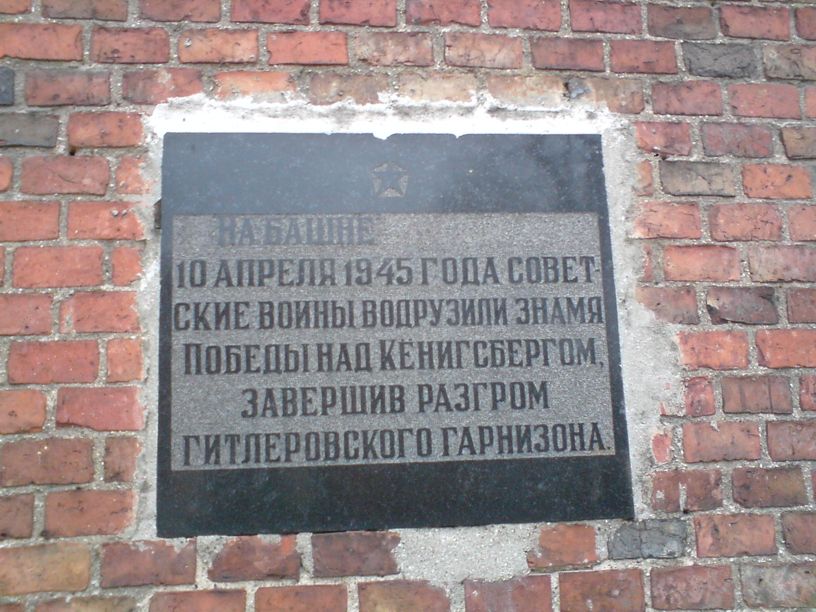 НА БАШНЕ
10 АПРЕЛЯ 1945 ГОДА СОВЕТ-
СКИЕ ВОИНЫ ВОДРУЗИЛИ ЗНАМЯ
ПОБЕДЫ НАД КЕНИГСБЕРГОМ,
ЗАВЕРШИВ РАЗГРОМ
ГИТЛЕРОВСКОГО ГАРНИЗОНА.